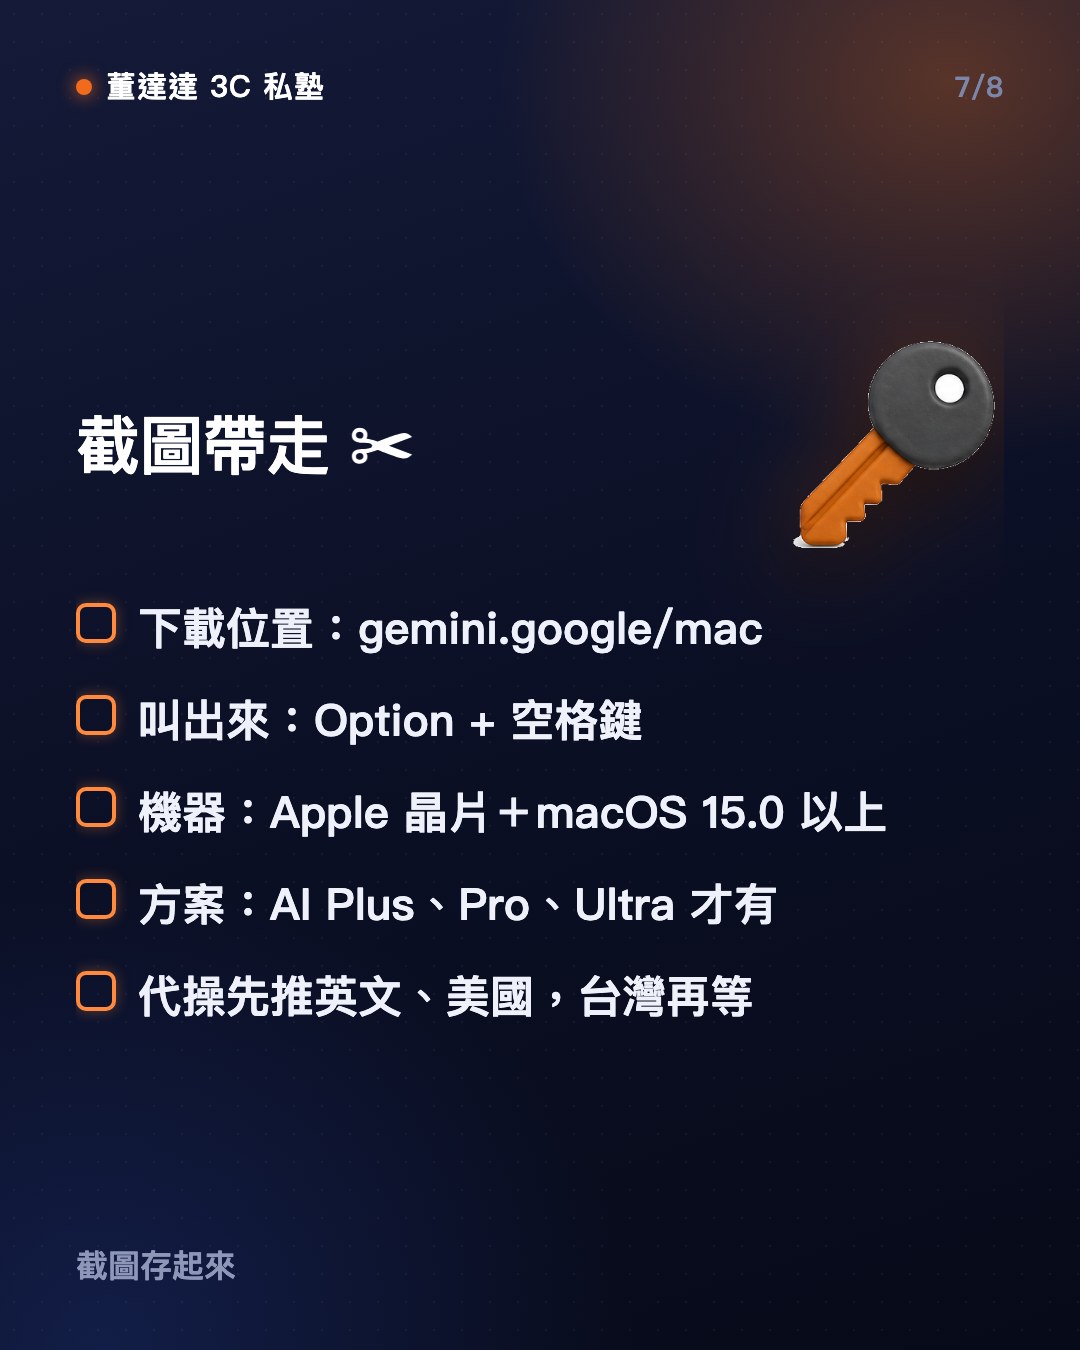 董達達 3C 私塾
7/8
截圖帶走 ✂
下載位置：gemini.google/mac
叫出來：Option + 空格鍵
機器：Apple 晶片＋macOS 15.0 以上
方案：AI Plus、Pro、Ultra 才有
代操先推英文、美國，台灣再等
截圖存起來